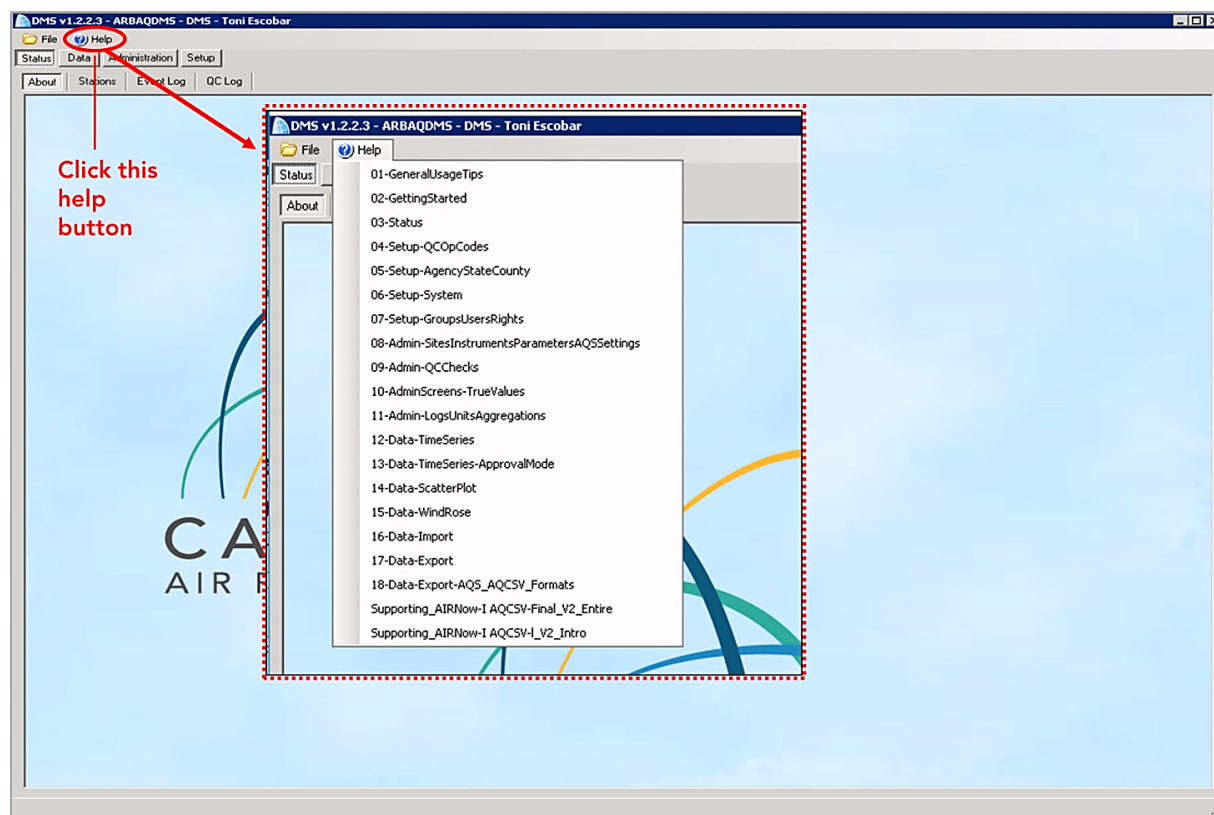 DMS v1.2.2.3 - ARBAQDMS - DMS - Toni Escobar
File Help
Status Data Administration Setup
About Stations Event Log QC Log
Click this
help
button
DMS v1.2.2.3 - ARBAQDMS - DMS - Toni Escobar
File Help
Status
About
01-GeneralUsageTips
02-GettingStarted
03-Status
04-Setup-QCOpCodes
05-Setup-AgencyStateCounty
06-Setup-System
07-Setup-GroupsUsersRights
08-Admin-SitesInstrumentsParametersAQSSettings
09-Admin-QCChecks
10-AdminScreens-TrueValues
11-Admin-LogsUnitsAggregations
12-Data-TimeSeries
13-Data-TimeSeries-ApprovalMode
14-Data-ScatterPlot
15-Data-WindRose
16-Data-Import
17-Data-Export
18-Data-Export-AQS_AQCSV_Formats
Supporting_AIRNow-I AQCSV-Final_V2_Entire
Supporting_AIRNow-I AQCSV-l_V2_Intro
CA
AIR